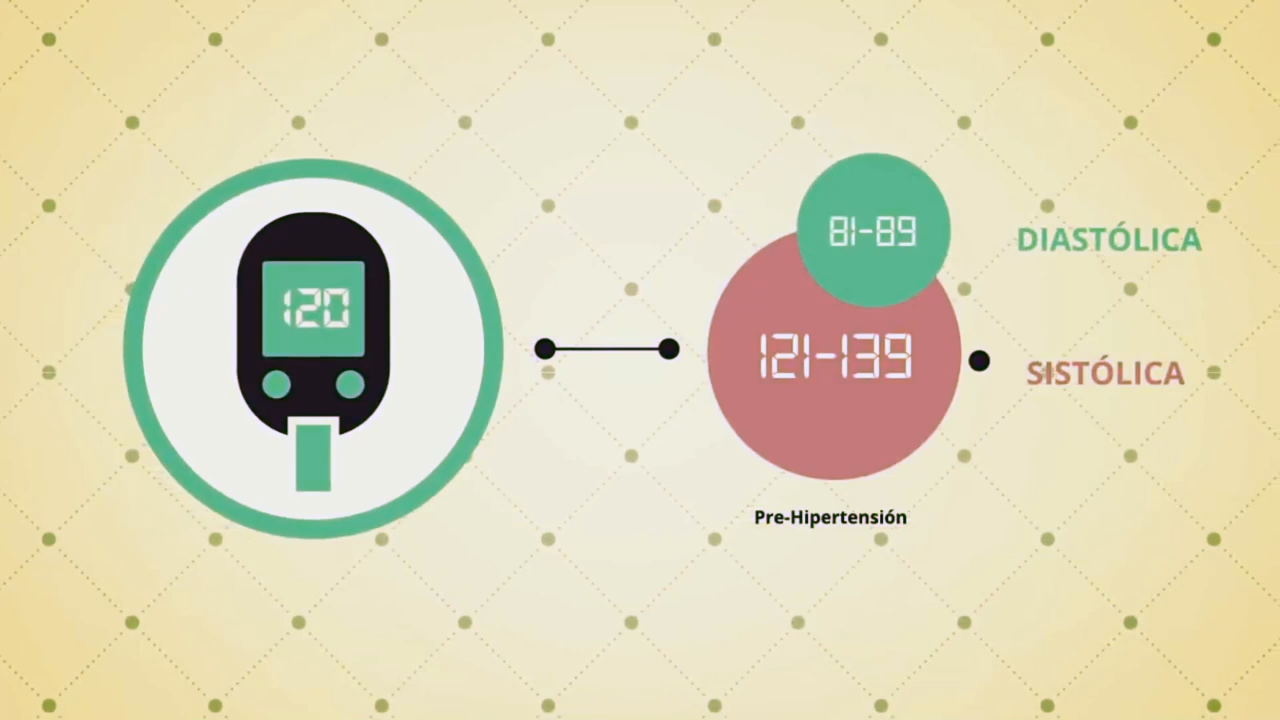 120
81-89
DIASTÓLICA
121-139
SISTÓLICA
Pre-Hipertensión